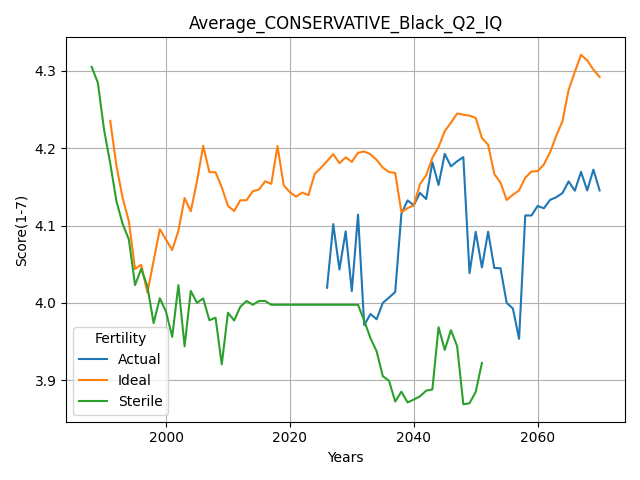 Average_CONSERVATIVE_Black_Q2_IQ
Score(1-7)
4.3
4.2
4.1
4.0
3.9
Fertility
Actual
Ideal
Sterile
2000
2020
2040
2060
Years